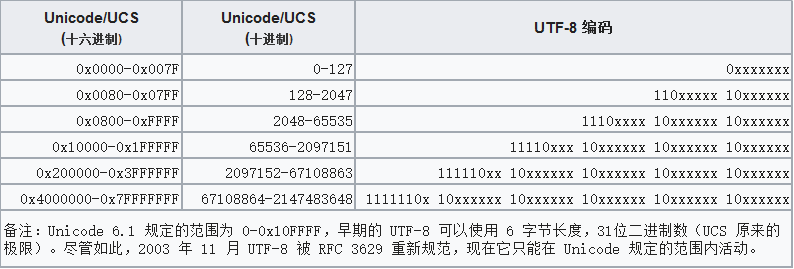 Unicode/UCS Unicode/UCS UTF-8 编码
(十六进制) (十进制)
0x0000-0x007F 0-127 0xxxxxxx
0x0080-0x07FF 128-2047 110xxxxx 10xxxxxx
0x0800-0xFFFF 2048-65535 1110xxxx 10xxxxxx 10xxxxxx
0x10000-0x1FFFFF 65536-2097151 11110xxx 10xxxxxx 10xxxxxx 10xxxxxx
0x200000-0x3FFFFFF 2097152-67108863 111110xx 10xxxxxx 10xxxxxx 10xxxxxx 10xxxxxx
0x4000000-0x7FFFFFFF 67108864-2147483648 1111110x 10xxxxxx 10xxxxxx 10xxxxxx 10xxxxxx 10xxxxxx
备注：Unicode 6.1 规定的范围为 0-0x10FFFF，早期的 UTF-8 可以使用 6 字节长度，31位二进制数（UCS 原来的
极限）。尽管如此，2003 年 11 月 UTF-8 被 RFC 3629 重新规范，现在它只能在 Unicode 规定的范围内活动。